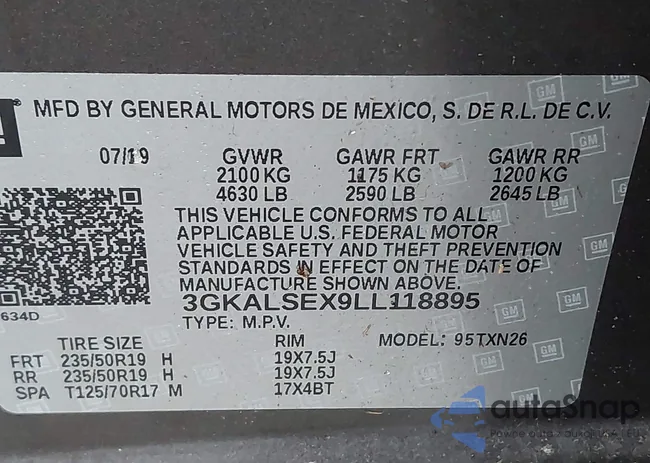 MFD BY GENERAL MOTORS DE MEXICO, S. DE R.L. DE C.V.
07/19 GVWR GAWR FRT GAWR RR
2100 KG 1175 KG 1200 KG
4630 LB 2590 LB 2645 LB
THIS VEHICLE CONFORMS TO ALL
APPLICABLE U.S. FEDERAL MOTOR
VEHICLE SAFETY AND THEFT PREVENTION
STANDARDS IN EFFECT ON THE DATE OF
MANUFACTURE SHOWN ABOVE.
3GKALSEX9LL118895
634D
TYPE: M.P.V.
TIRE SIZE RIM MODEL: 95TXN26
FRT 235/50R19 H 19X7.5J
RR 235/50R19 H 19X7.5J
SPA T125/70R17 M 17X4BT
GM
autoSnap